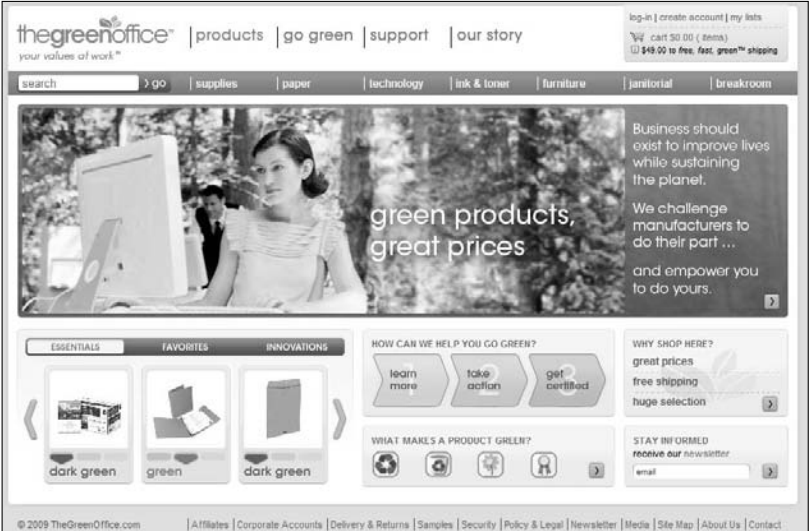 thegreenoffice™
your values at work™
products | go green | support | our story
log-in | create account | my lists
cart $0.00 ( items)
$49.00 to free, fast, green™ shipping
search
go
supplies | paper | technology | ink & toner | furniture | janitorial | breakroom
green products,
great prices
Business should
exist to improve lives
while sustaining
the planet.
We challenge
manufacturers to
do their part ...
and empower you
to do yours.
ESSENTIALS
FAVORITES
INNOVATIONS
dark green
green
dark green
HOW CAN WE HELP YOU GO GREEN?
1
learn
more
2
take
action
3
get
certified
WHAT MAKES A PRODUCT GREEN?
WHY SHOP HERE?
great prices
free shipping
huge selection
STAY INFORMED
receive our newsletter
email
© 2009 TheGreenOffice.com
| Affiliates | Corporate Accounts | Delivery & Returns | Samples | Security | Policy & Legal | Newsletter | Media | Site Map | About Us | Contact